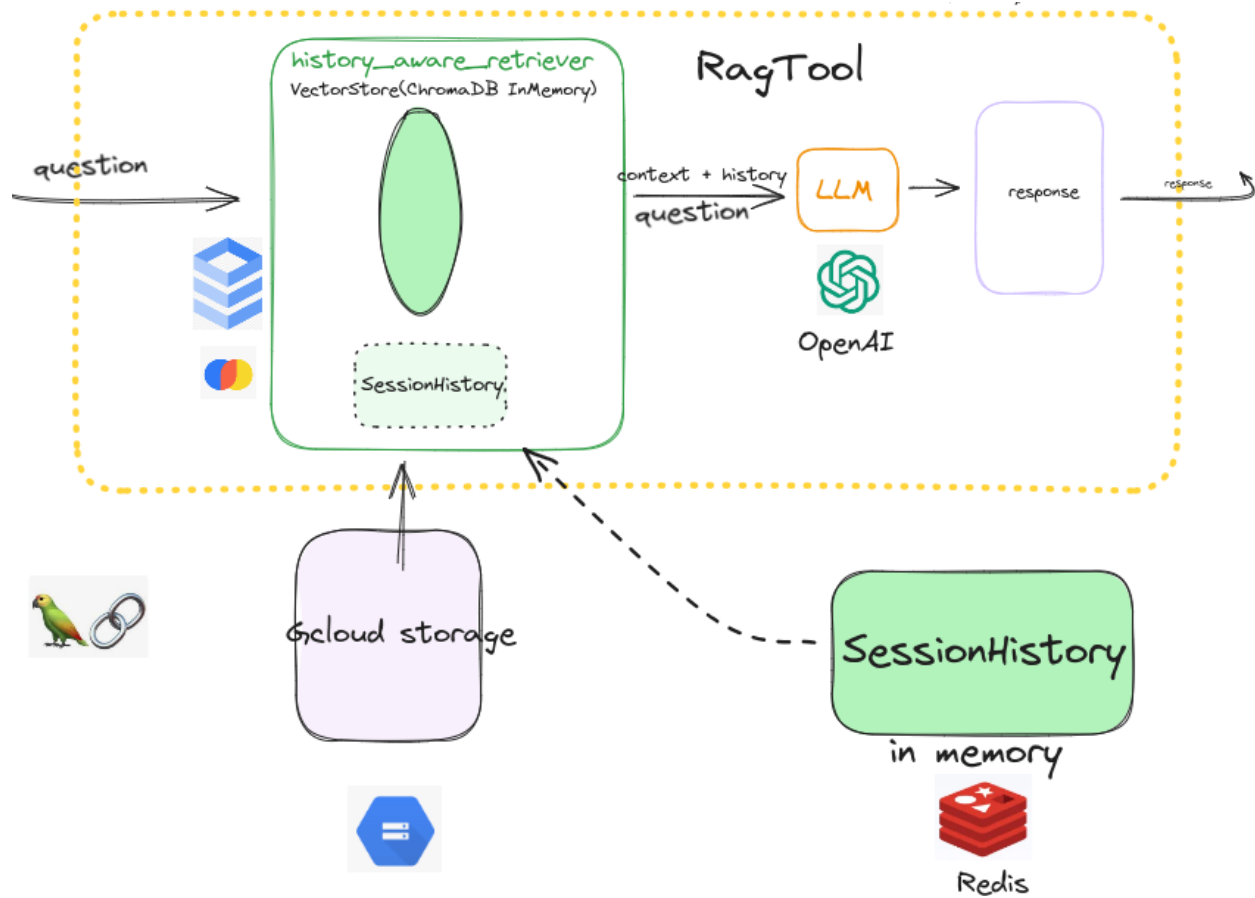 history_aware_retriever
VectorStore(ChromaDB InMemory)
RagTool
question
context + history
question
LLM
response
response
OpenAI
SessionHistory
Gcloud storage
SessionHistory
in memory
Redis